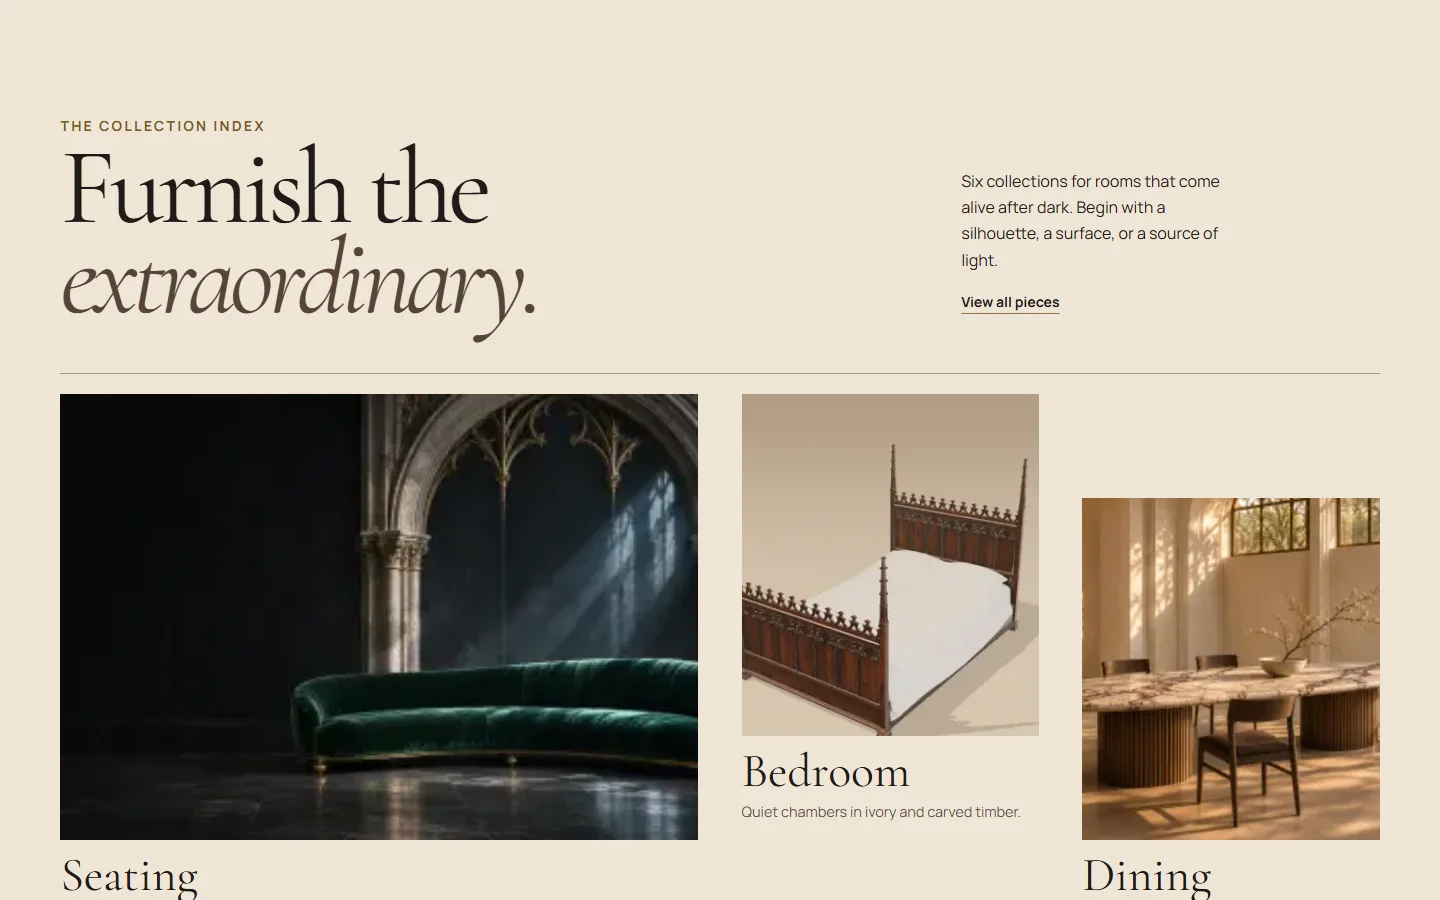 THE COLLECTION INDEX
Furnish the
extraordinary.
Six collections for rooms that come
alive after dark. Begin with a
silhouette, a surface, or a source of
light.
View all pieces
Bedroom
Quiet chambers in ivory and carved timber.
Seating
Dining